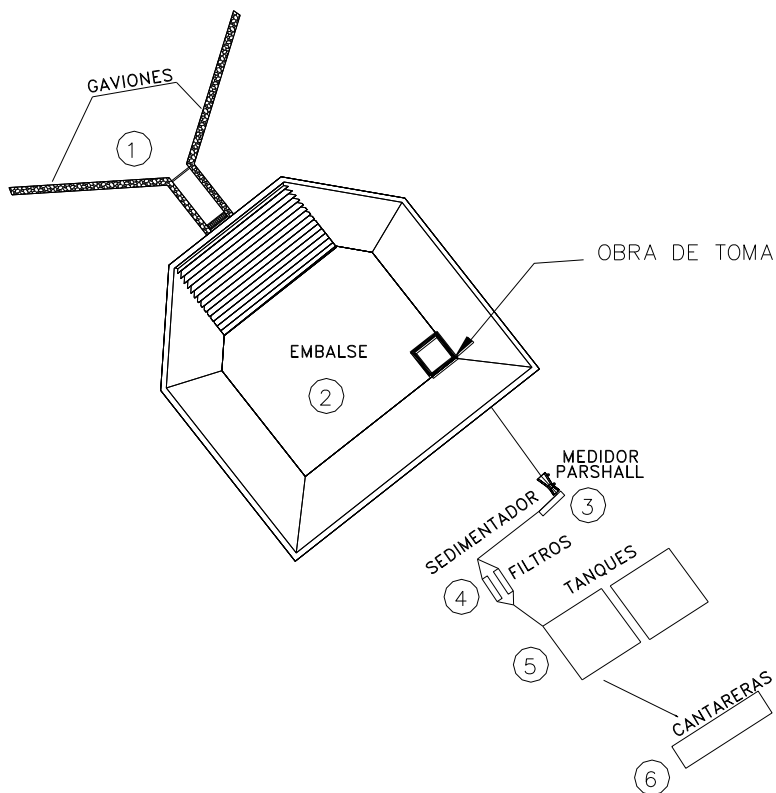 GAVIONES
1
OBRA DE TOMA
EMBALSE
2
MEDIDOR
PARSHALL
3
SEDIMENTADOR
FILTROS
4
TANQUES
5
CANTARERAS
6